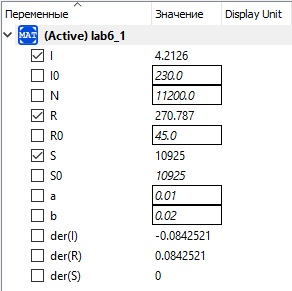 Переменные Значение Display Unit
MAT (Active) lab6_1
I 4.2126
I0 230.0
N 11200.0
R 270.787
R0 45.0
S 10925
S0 10925
a 0.01
b 0.02
der(I) -0.0842521
der(R) 0.0842521
der(S) 0